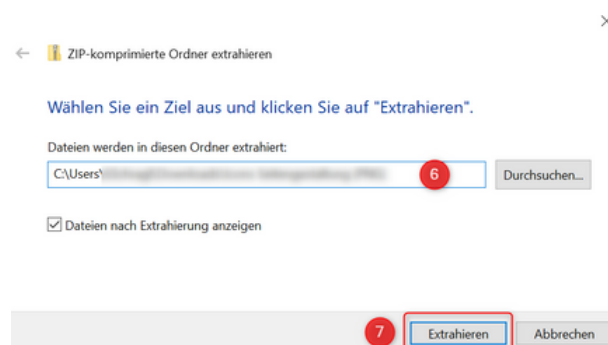 ZIP-komprimierte Ordner extrahieren
Wählen Sie ein Ziel aus und klicken Sie auf "Extrahieren".
Dateien werden in diesen Ordner extrahiert:
C:\Users\
6
Durchsuchen...
Dateien nach Extrahierung anzeigen
7
Extrahieren
Abbrechen